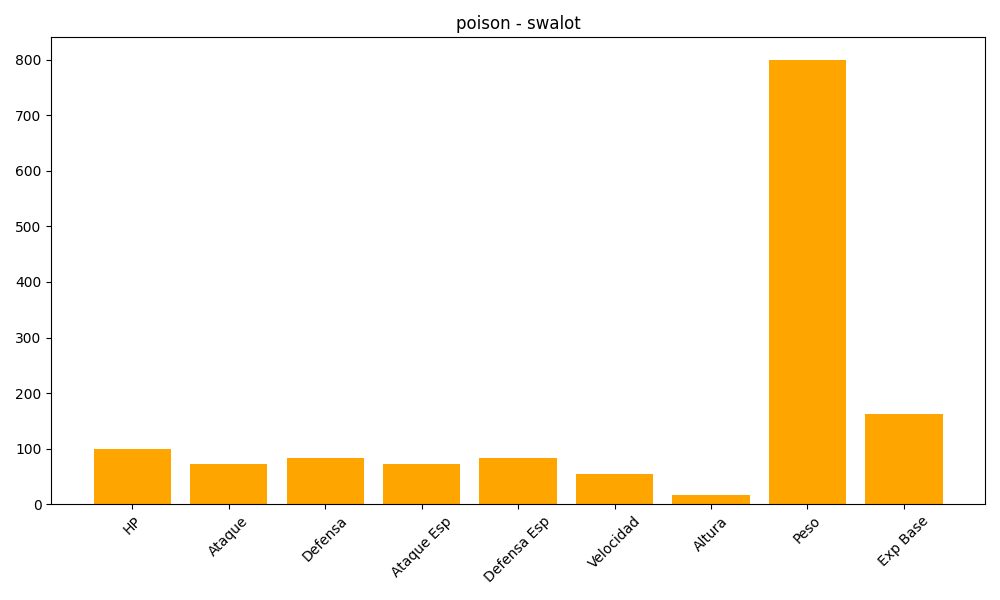 poison - swalot
800
700
600
500
400
300
200
100
0
HP
Ataque
Defensa
Ataque Esp
Defensa Esp
Velocidad
Altura
Peso
Exp Base